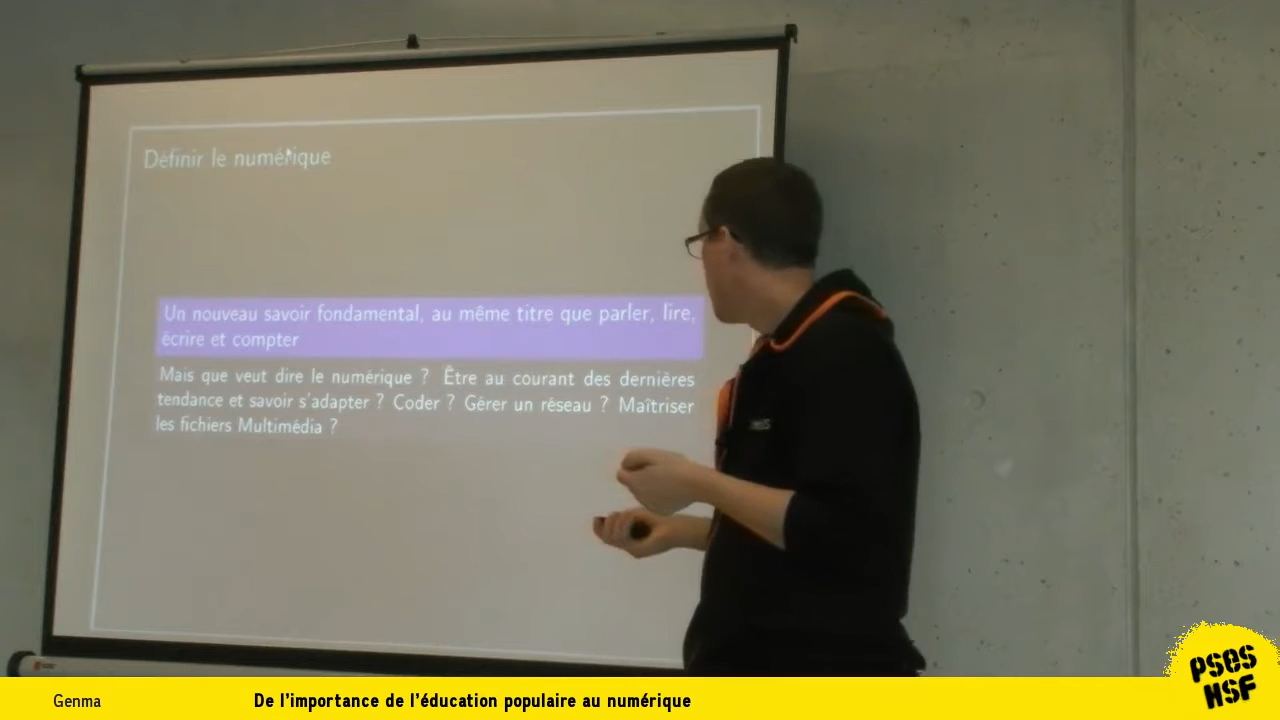 Définir le numérique
Un nouveau savoir fondamental, au même titre que parler, lire,
écrire et compter
Mais que veut dire le numérique ? Être au courant des dernières
tendance et savoir s'adapter ? Coder ? Gérer un réseau ? Maîtriser
les fichiers Multimédia ?
PSES
HSF
Genma
De l'importance de l'éducation populaire au numérique